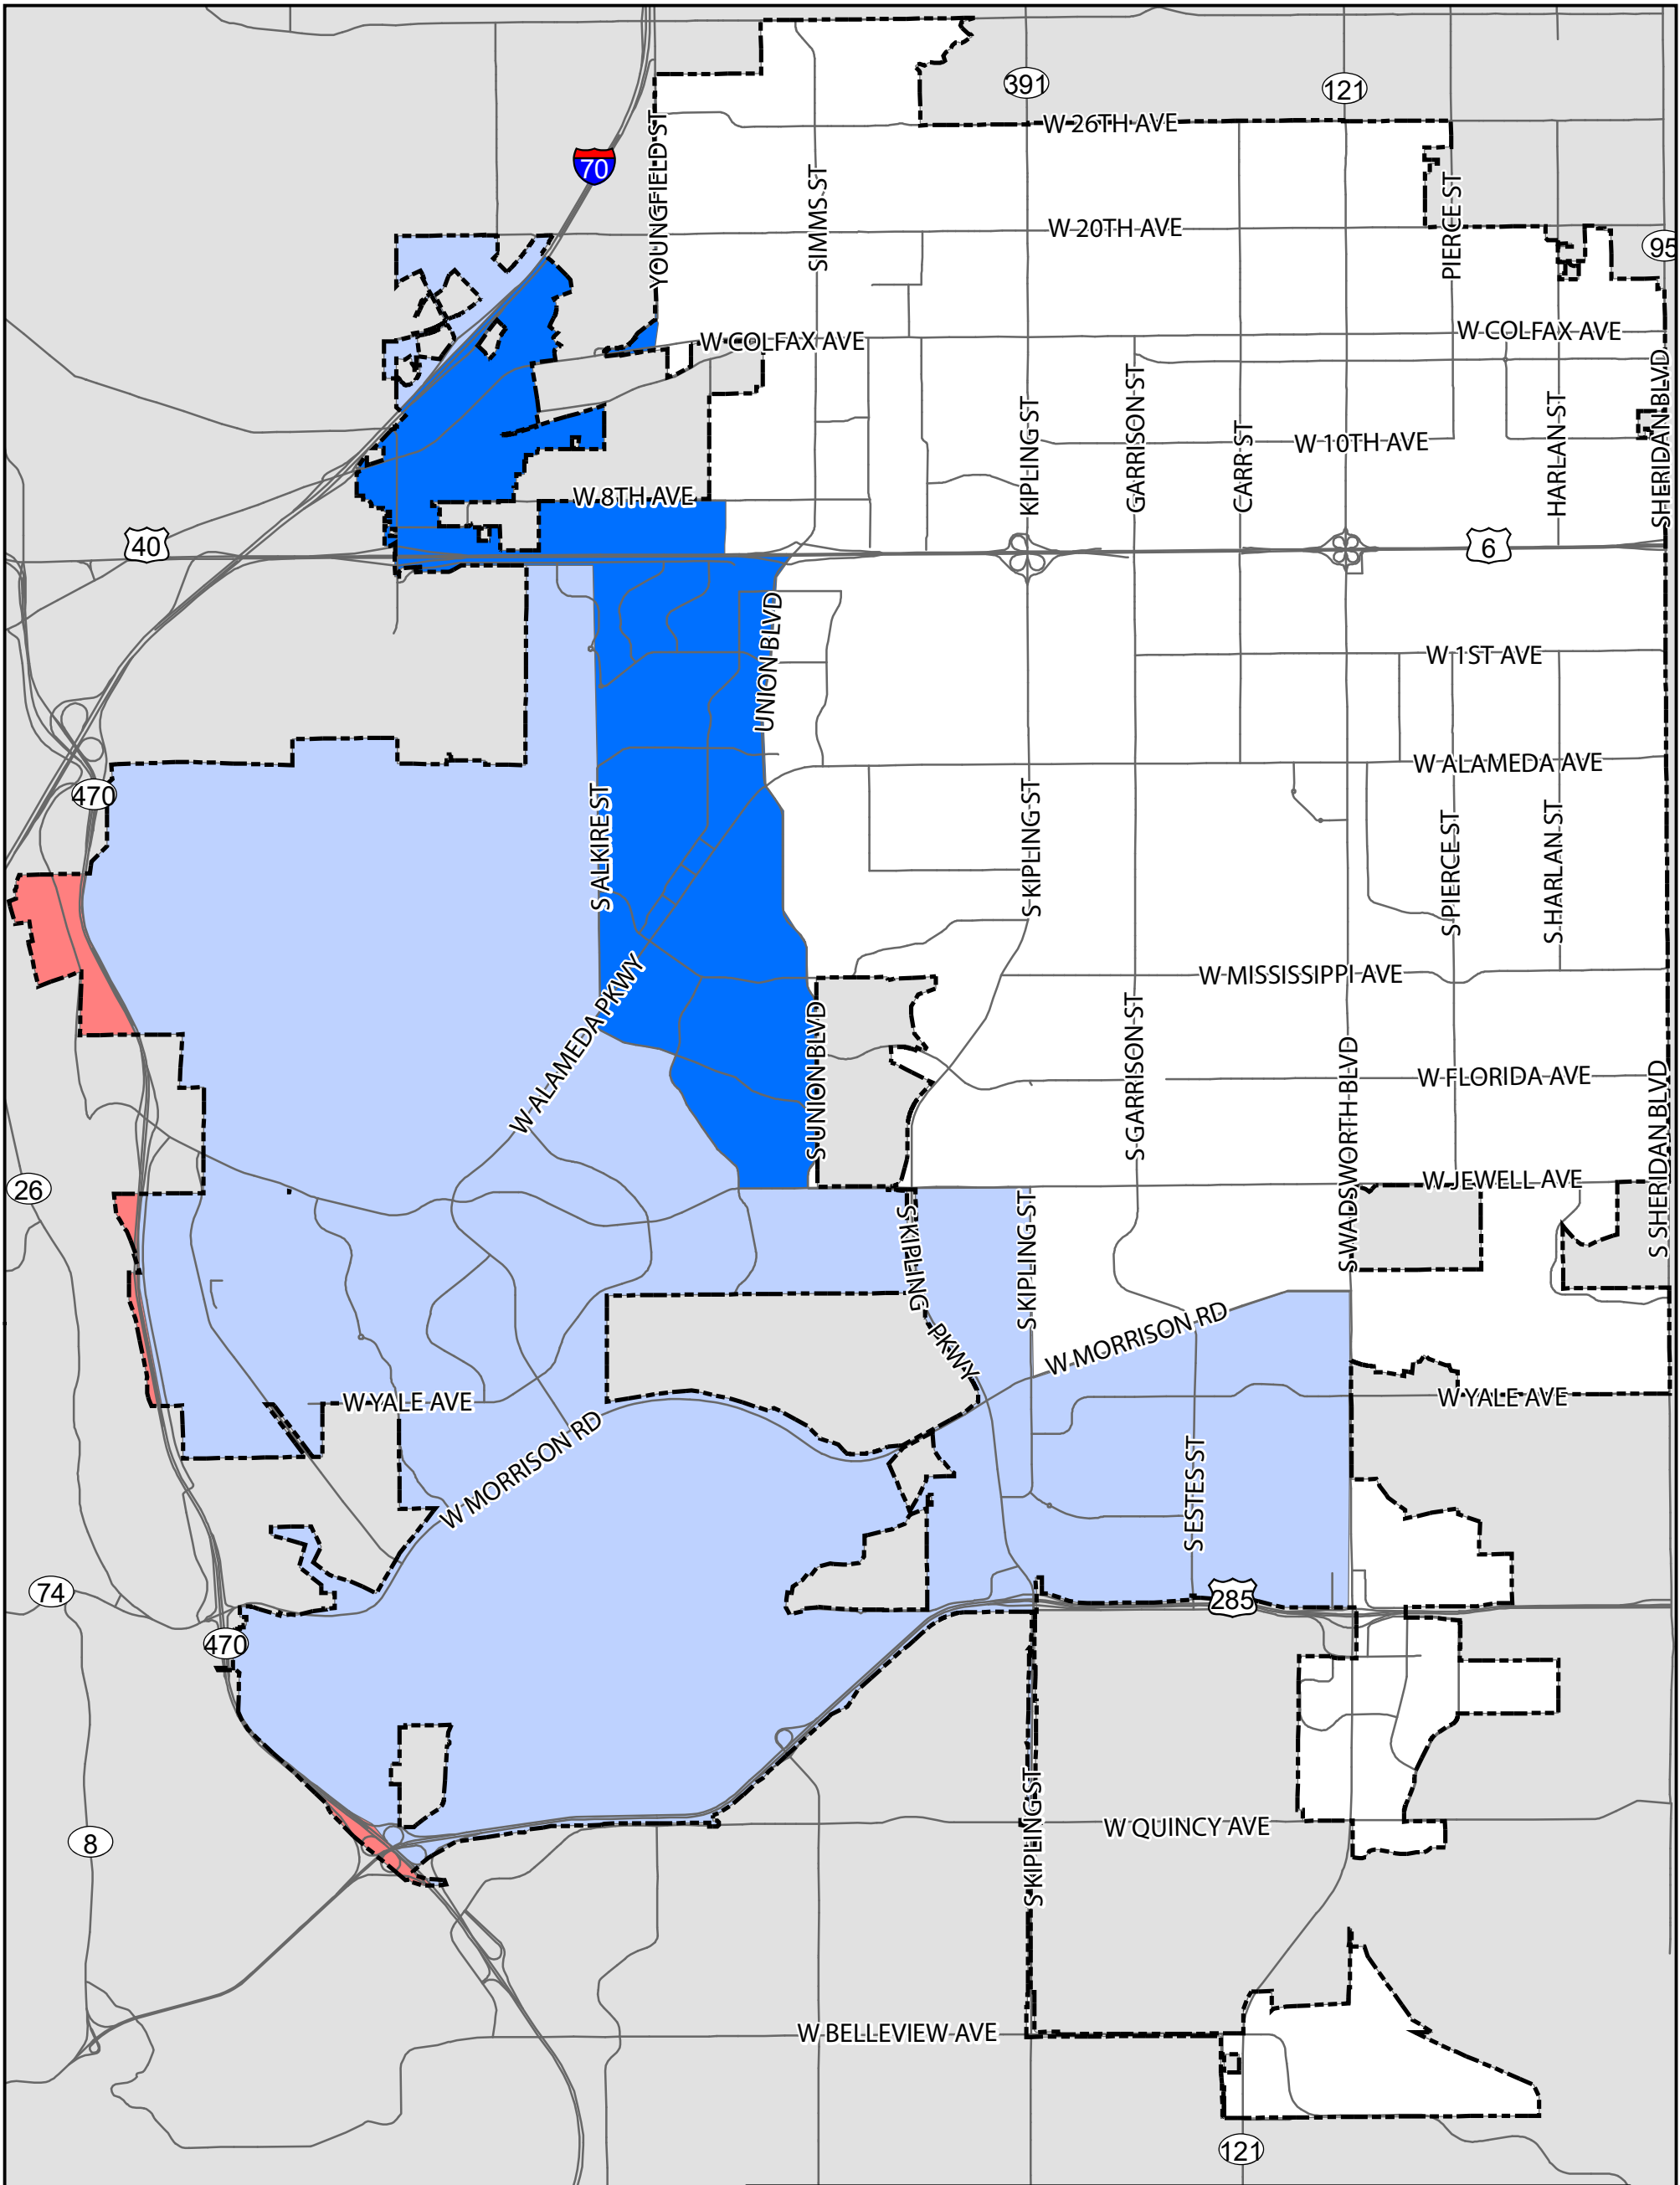 391
121
W 26TH AVE
70
YOUNGFIELD ST
SIMMS ST
PIERCE ST
W 20TH AVE
95
W COLFAX AVE
W COLFAX AVE
SHERIDAN BLVD
KIPLING ST
GARRISON ST
CARR ST
HARLAN ST
W 10TH AVE
W 8TH AVE
40
6
UNION BLVD
W 1ST AVE
W ALAMEDA AVE
470
S ALKIRE ST
S KIPLING ST
S PIERCE ST
S HARLAN ST
W MISSISSIPPI AVE
W ALAMEDA PKWY
S UNION BLVD
S GARRISON ST
S WADSWORTH BLVD
W FLORIDA AVE
S SHERIDAN BLVD
26
W JEWELL AVE
S KIPLING PKWY
S KIPLING ST
W MORRISON RD
W YALE AVE
W YALE AVE
W MORRISON RD
S ESTES ST
74
285
470
S KIPLING ST
8
W QUINCY AVE
W BELLEVIEW AVE
121